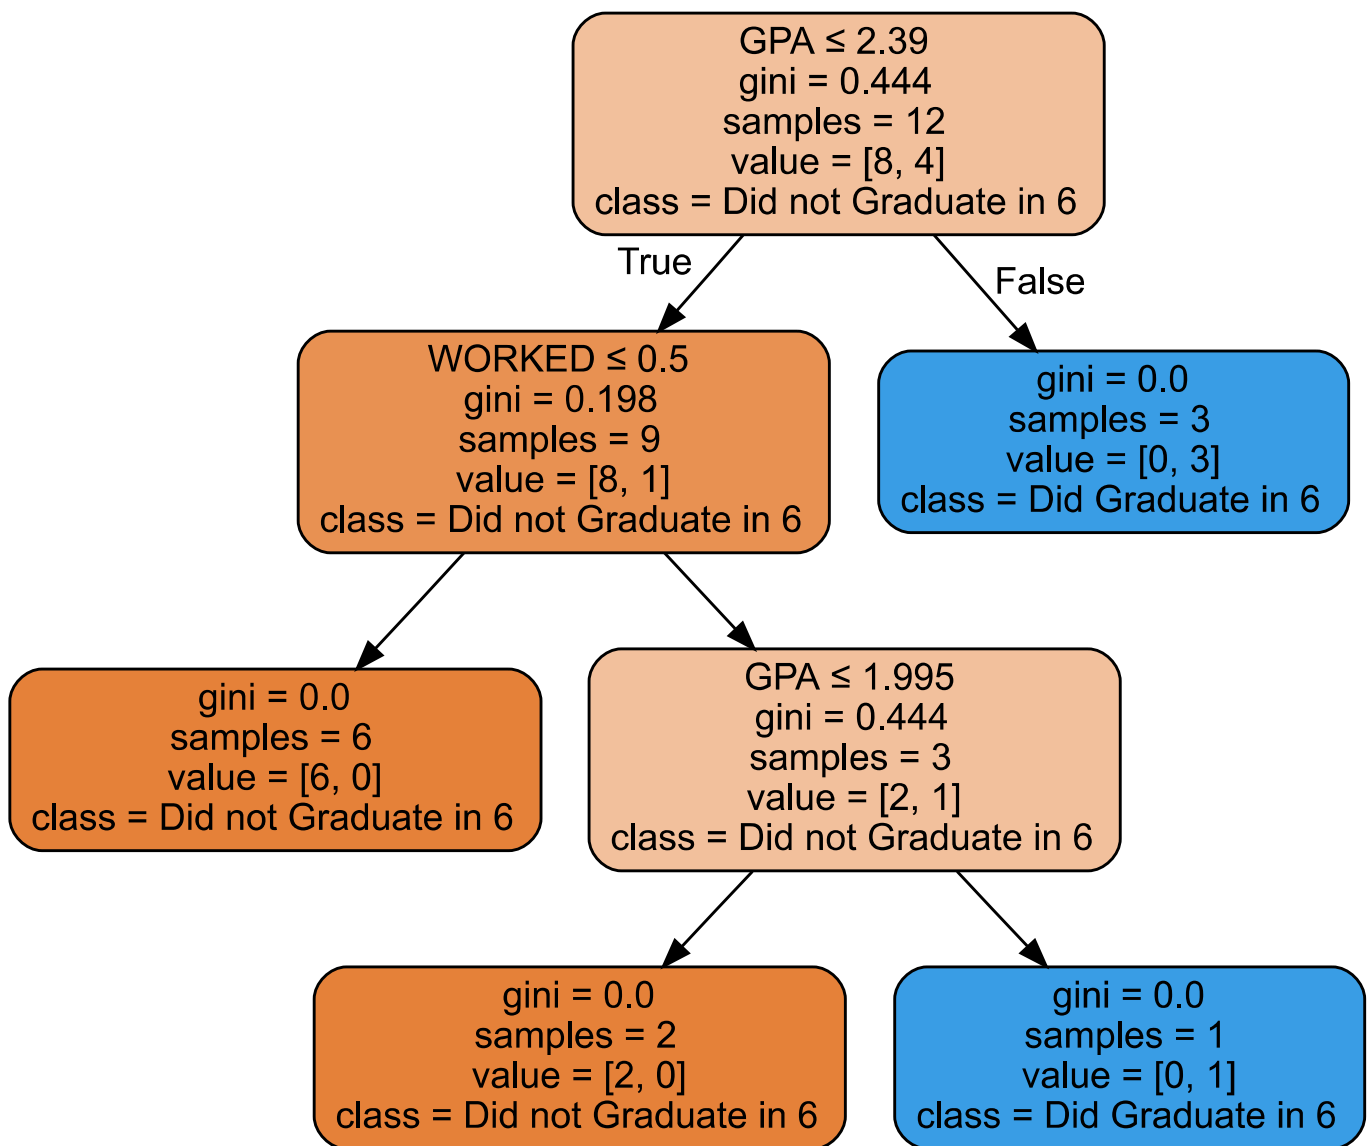 GPA ≤ 2.39
gini = 0.444
samples = 12
value = [8, 4]
class = Did not Graduate in 6
True
False
WORKED ≤ 0.5
gini = 0.198
samples = 9
value = [8, 1]
class = Did not Graduate in 6
gini = 0.0
samples = 3
value = [0, 3]
class = Did Graduate in 6
gini = 0.0
samples = 6
value = [6, 0]
class = Did not Graduate in 6
GPA ≤ 1.995
gini = 0.444
samples = 3
value = [2, 1]
class = Did not Graduate in 6
gini = 0.0
samples = 2
value = [2, 0]
class = Did not Graduate in 6
gini = 0.0
samples = 1
value = [0, 1]
class = Did Graduate in 6